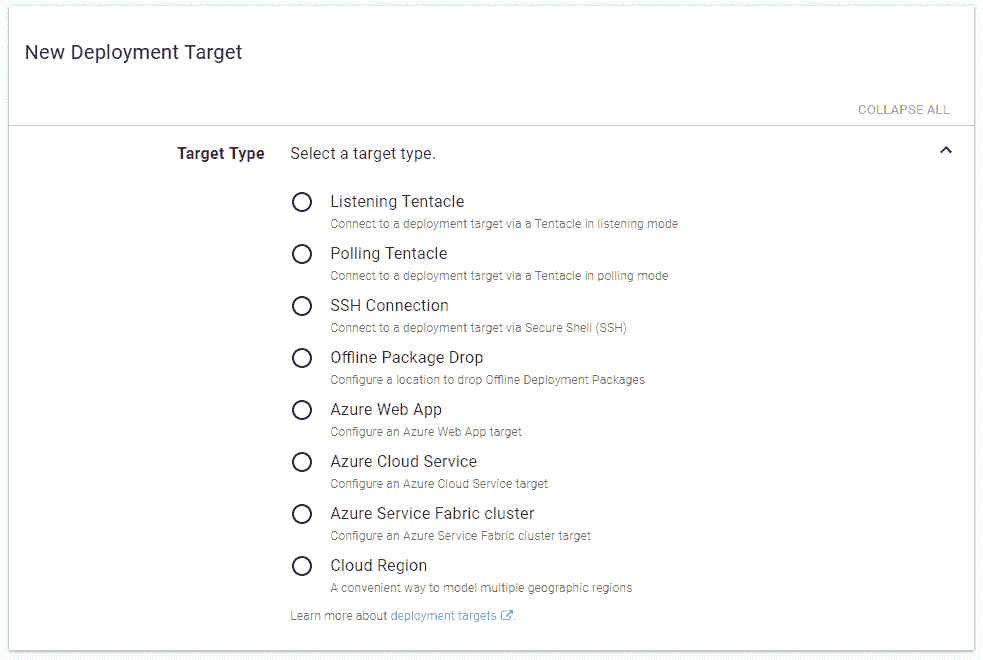 New Deployment Target
COLLAPSE ALL
Target Type Select a target type.
Listening Tentacle
Connect to a deployment target via a Tentacle in listening mode
Polling Tentacle
Connect to a deployment target via a Tentacle in polling mode
SSH Connection
Connect to a deployment target via Secure Shell (SSH)
Offline Package Drop
Configure a location to drop Offline Deployment Packages
Azure Web App
Configure an Azure Web App target
Azure Cloud Service
Configure an Azure Cloud Service target
Azure Service Fabric cluster
Configure an Azure Service Fabric cluster target
Cloud Region
A convenient way to model multiple geographic regions
Learn more about deployment targets.